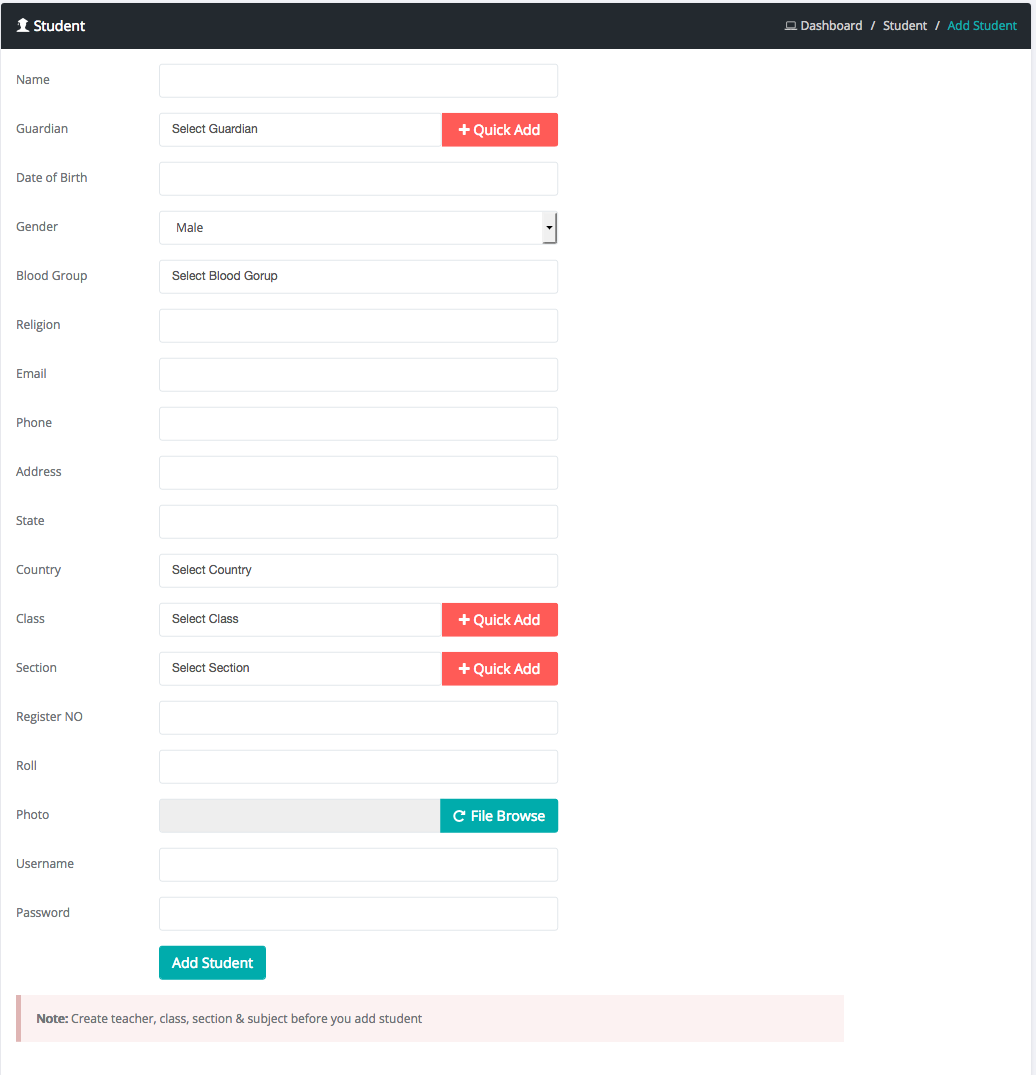 Student
Dashboard / Student / Add Student
Name
Guardian Select Guardian + Quick Add
Date of Birth
Gender Male
Blood Group Select Blood Gorup
Religion
Email
Phone
Address
State
Country Select Country
Class Select Class + Quick Add
Section Select Section + Quick Add
Register NO
Roll
Photo File Browse
Username
Password
Add Student
Note: Create teacher, class, section & subject before you add student